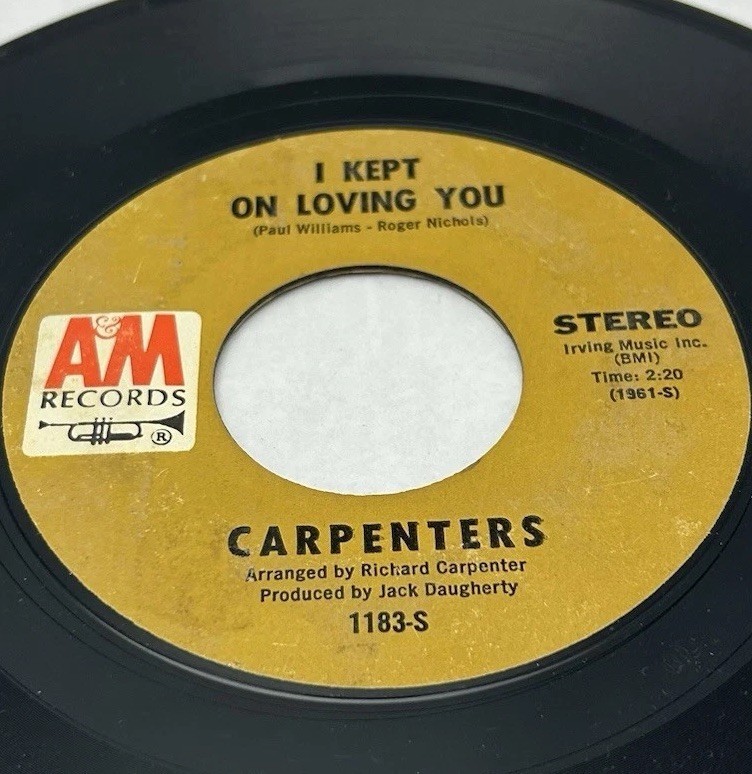 I KEPT
ON LOVING YOU
(Paul Williams - Roger Nichols)
A&M
RECORDS
®
STEREO
Irving Music Inc.
(BMI)
Time: 2:20
(1961-S)
CARPENTERS
Arranged by Richard Carpenter
Produced by Jack Daugherty
1183-S